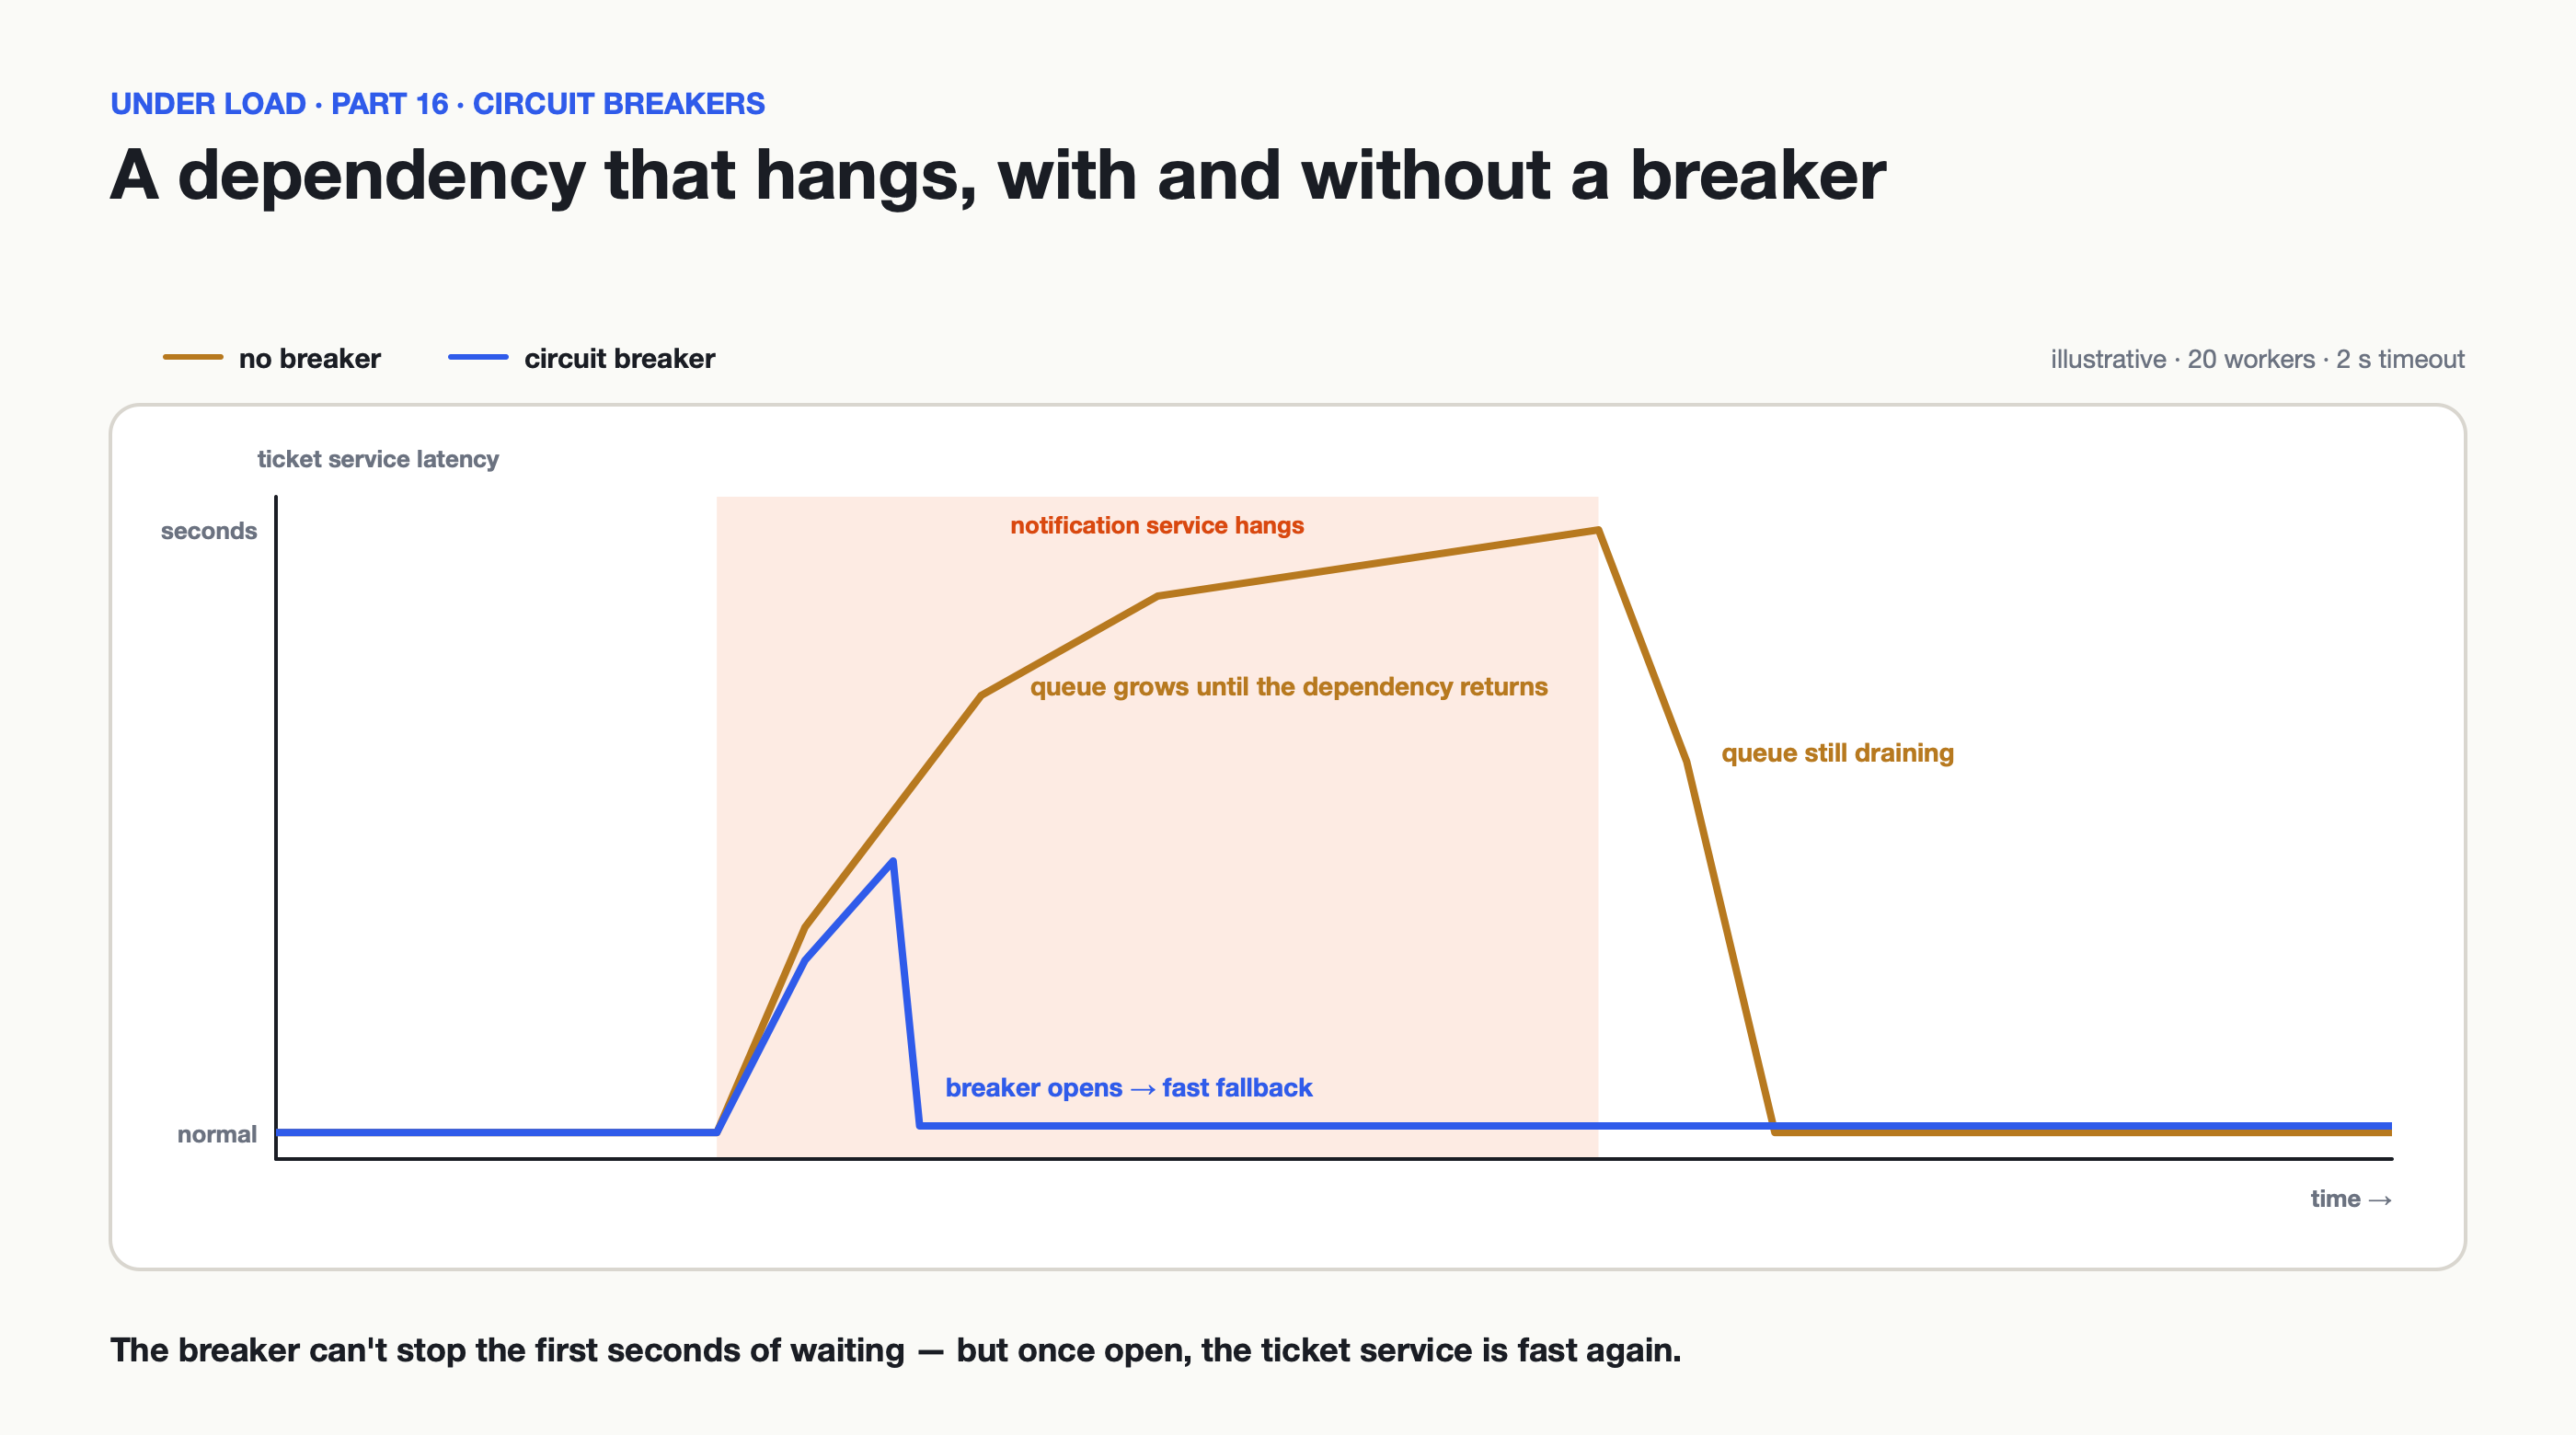 UNDER LOAD · PART 16 · CIRCUIT BREAKERS
A dependency that hangs, with and without a breaker
no breaker
circuit breaker
illustrative · 20 workers · 2 s timeout
ticket service latency
seconds
notification service hangs
queue grows until the dependency returns
queue still draining
breaker opens → fast fallback
normal
time →
The breaker can't stop the first seconds of waiting — but once open, the ticket service is fast again.